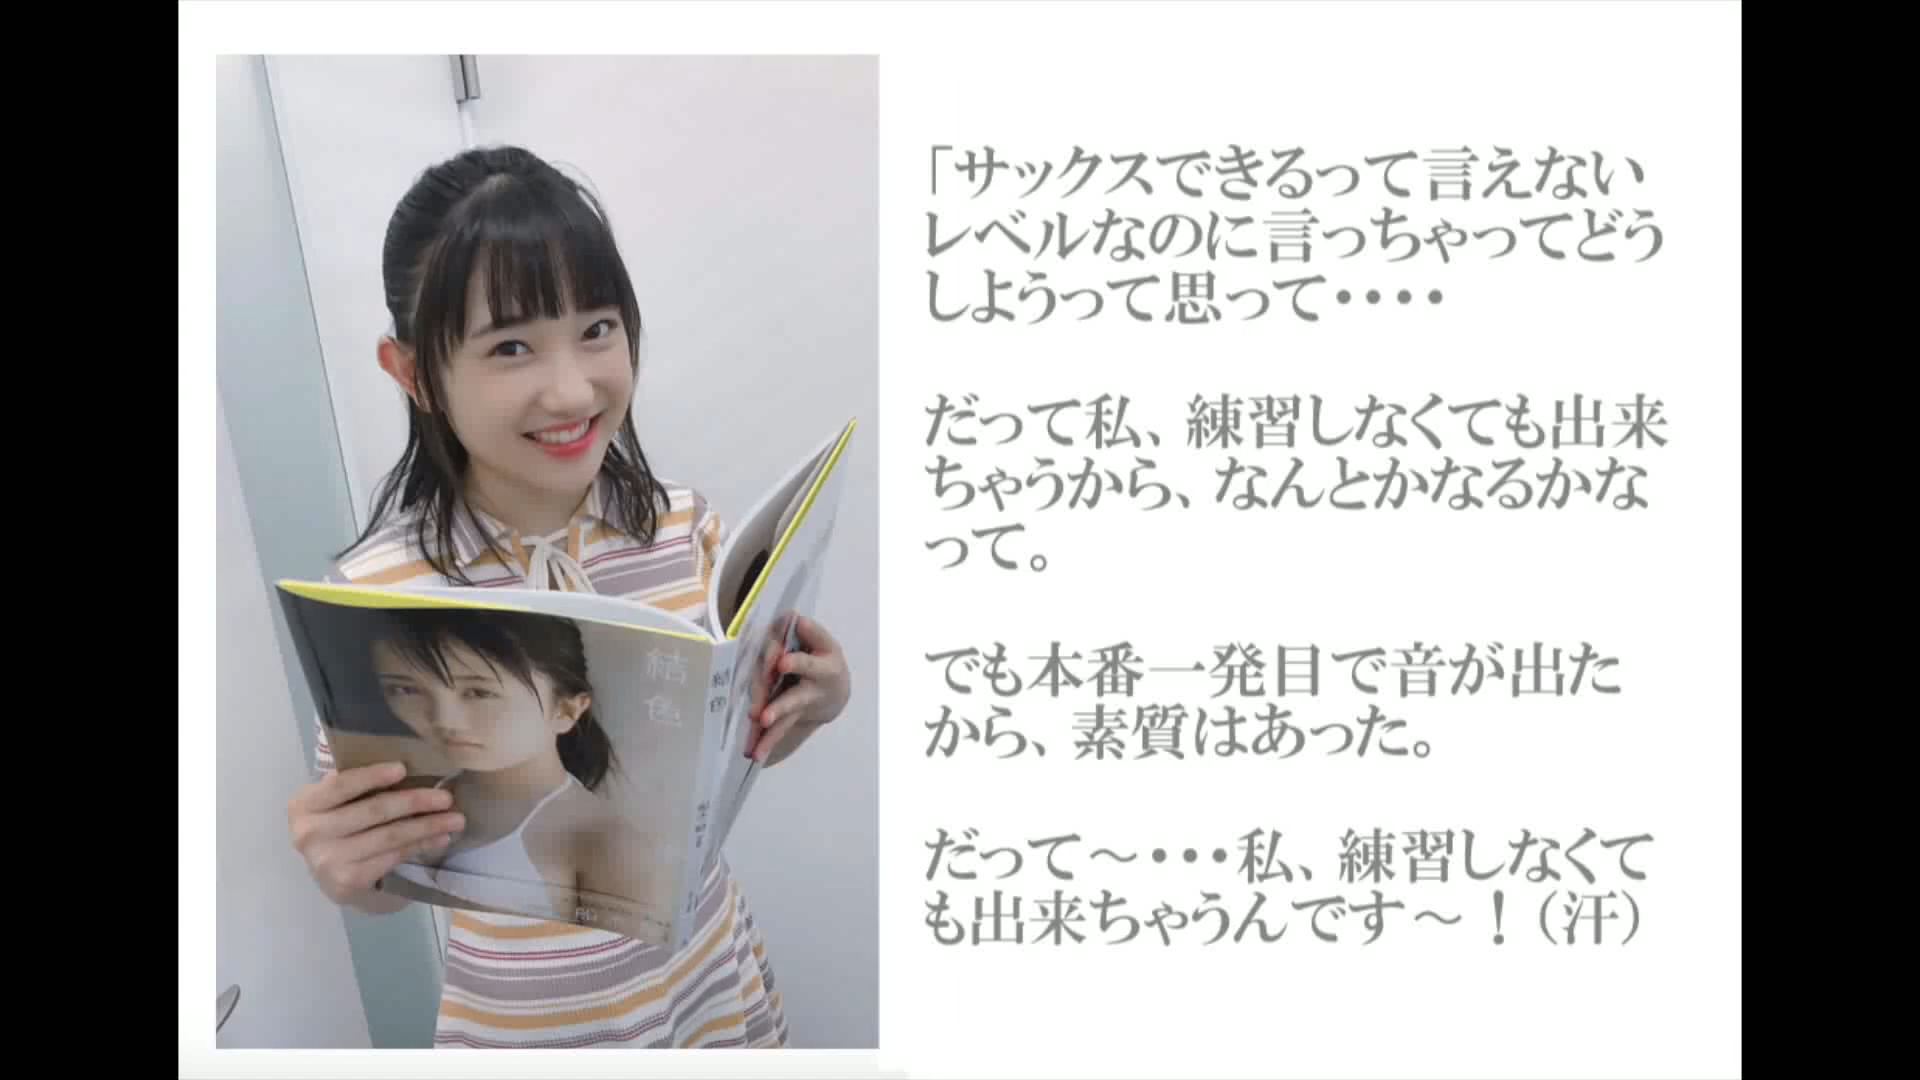 「サックスできるって言えない
レベルなのに言っちゃってどう
しようって思って・・・・
だって私、練習しなくても出来
ちゃうから、なんとかなるかな
って。
でも本番一発目で音が出た
から、素質はあった。
だって～・・・私、練習しなくて
も出来ちゃうんです～！（汗）
結色
結色